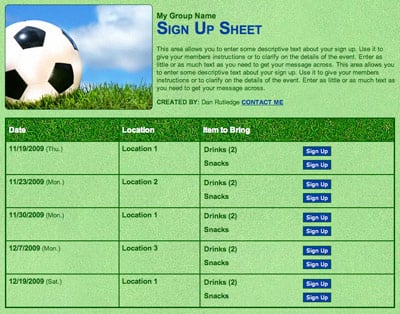 My Group Name
SIGN UP SHEET
This area allows you to enter some descriptive text about your sign up. Use it to
give your members instructions or to clarify on the details of the event. Enter as
little or as much text as you need to get your message across. This area allows you
to enter some descriptive text about your sign up. Use it to give your members
instructions or to clarify on the details of the event. Enter as little or as much text as
you need to get your message across.
CREATED BY: Dan Rutledge CONTACT ME
Date Location Item to Bring
11/19/2009 (Thu.) Location 1 Drinks (2) Sign Up
Snacks Sign Up
11/23/2009 (Mon.) Location 2 Drinks (2) Sign Up
Snacks Sign Up
11/30/2009 (Mon.) Location 1 Drinks (2) Sign Up
Snacks Sign Up
12/7/2009 (Mon.) Location 3 Drinks (2) Sign Up
Snacks Sign Up
12/19/2009 (Sat.) Location 1 Drinks (2) Sign Up
Snacks Sign Up